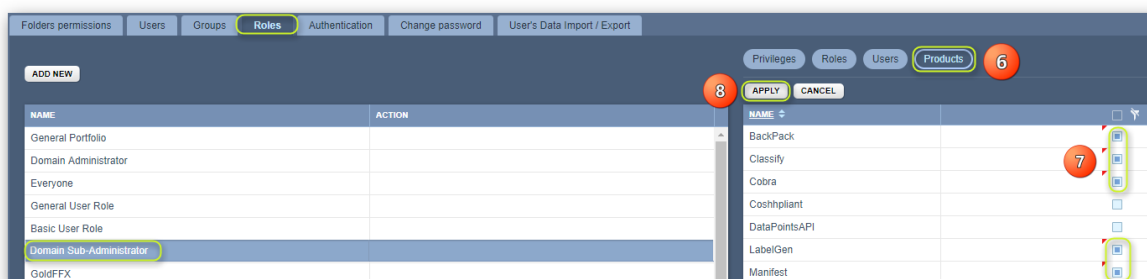 Folders permissions Users Groups Roles Authentication Change password User's Data Import / Export
Privileges Roles Users Products 6
ADD NEW
8 APPLY CANCEL
NAME ACTION NAME
General Portfolio BackPack
Domain Administrator Classify 7
Everyone Cobra
General User Role Coshhpliant
Basic User Role DataPointsAPI
Domain Sub-Administrator LabelGen
GoldFFX Manifest